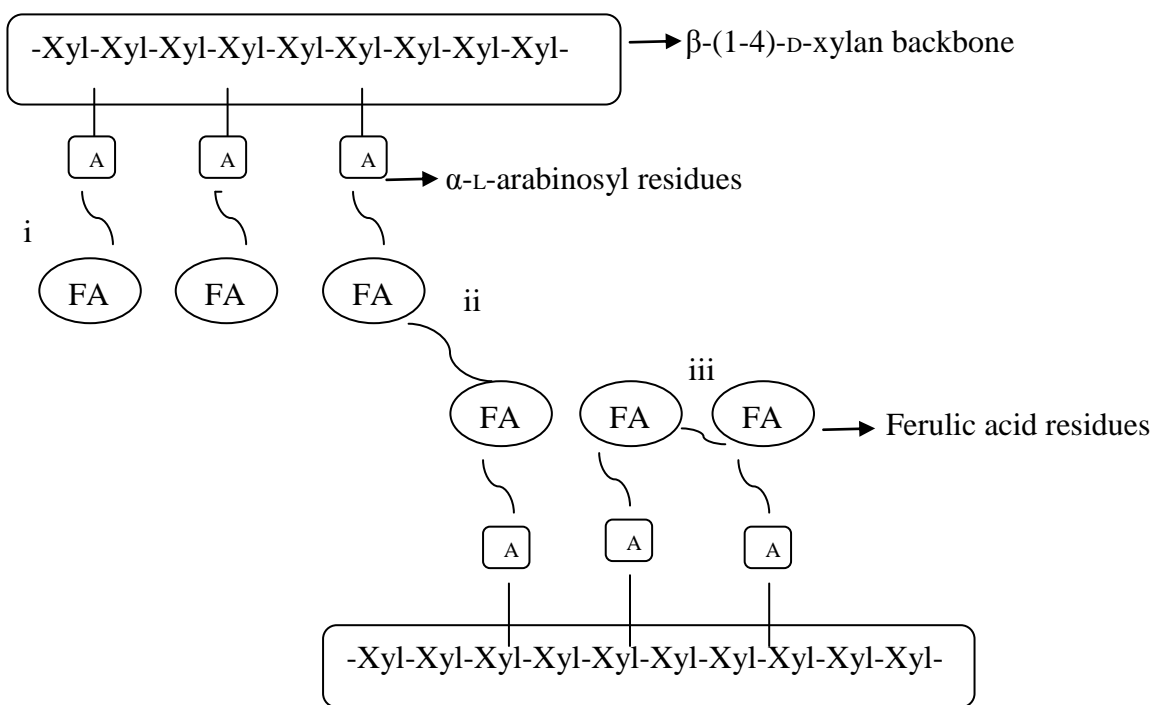 -Xyl-Xyl-Xyl-Xyl-Xyl-Xyl-Xyl-Xyl-Xyl-
β-(1-4)-D-xylan backbone
A A A
α-L-arabinosyl residues
i
FA FA FA
ii
iii
FA FA FA
Ferulic acid residues
A A A
-Xyl-Xyl-Xyl-Xyl-Xyl-Xyl-Xyl-Xyl-Xyl-Xyl-